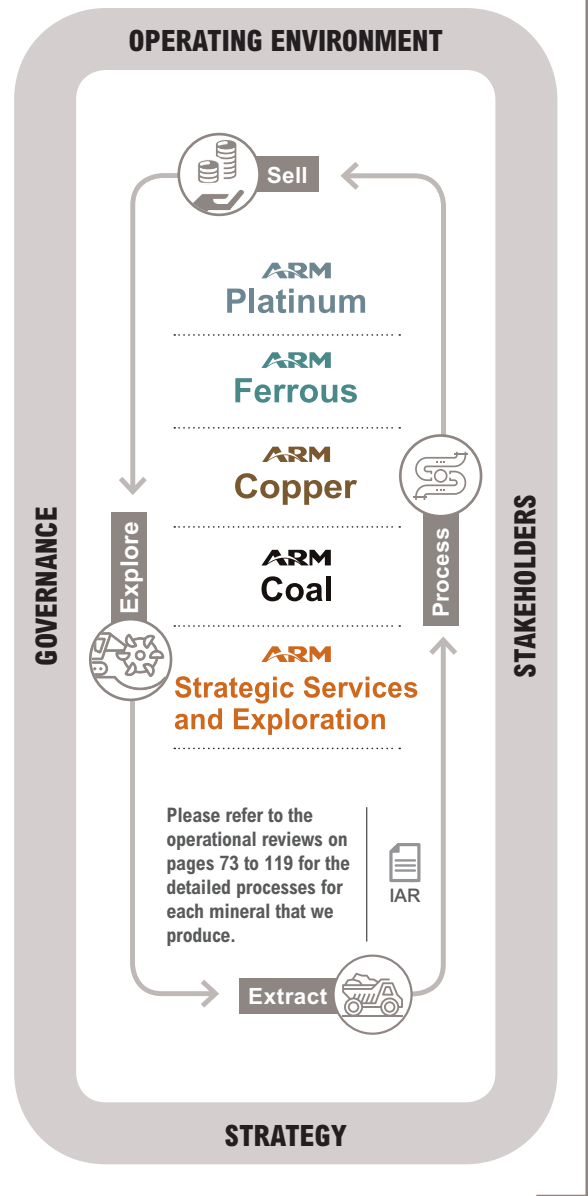 OPERATING ENVIRONMENT
Sell
ARM
Platinum
ARM
Ferrous
ARM
Copper
ARM
Coal
ARM
Strategic Services
and Exploration
GOVERNANCE
Explore
Process
STAKEHOLDERS
Please refer to the
operational reviews on
pages 73 to 119 for the
detailed processes for
each mineral that we
produce.
IAR
Extract
STRATEGY